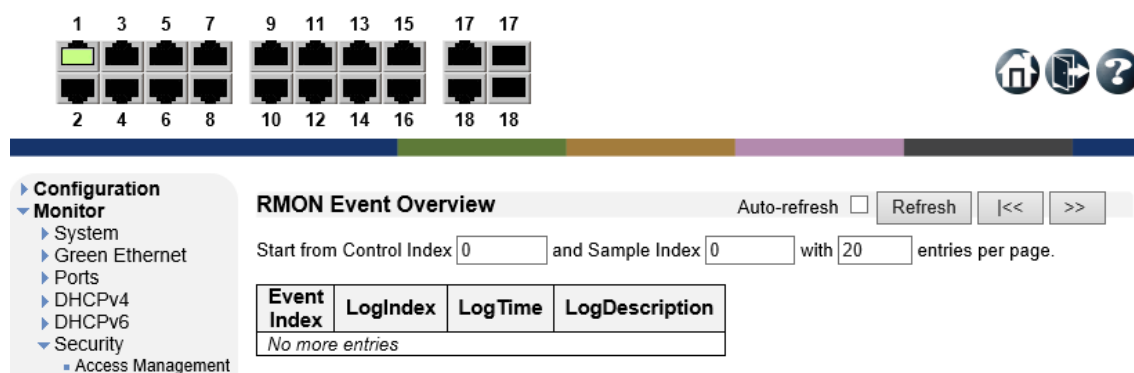 1 3 5 7 9 11 13 15 17 17
2 4 6 8 10 12 14 16 18 18
?
Configuration
Monitor
System
Green Ethernet
Ports
DHCPv4
DHCPv6
Security
Access Management
RMON Event Overview
Auto-refresh Refresh |<< >>
Start from Control Index 0 and Sample Index 0 with 20 entries per page.
Event Index LogIndex LogTime LogDescription
No more entries